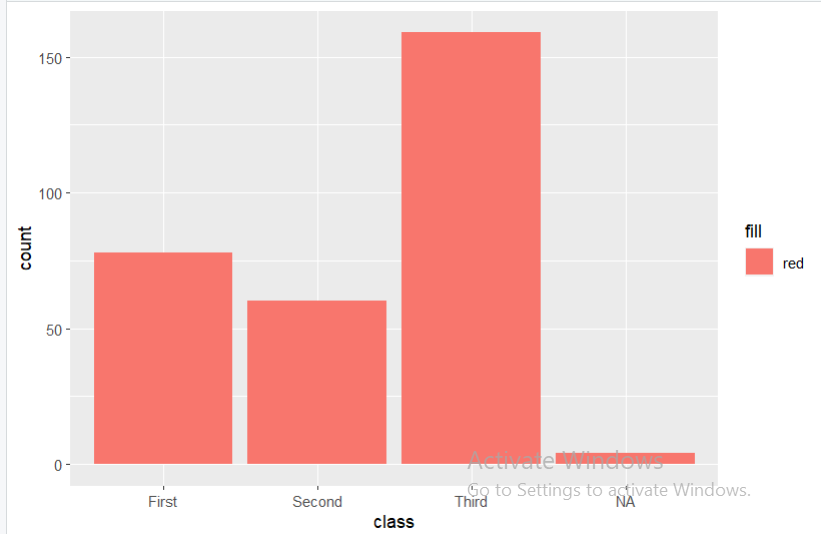 150
100
50
0
count
First
Second
Third
NA
class
fill
red
Activate Windows
Go to Settings to activate Windows.